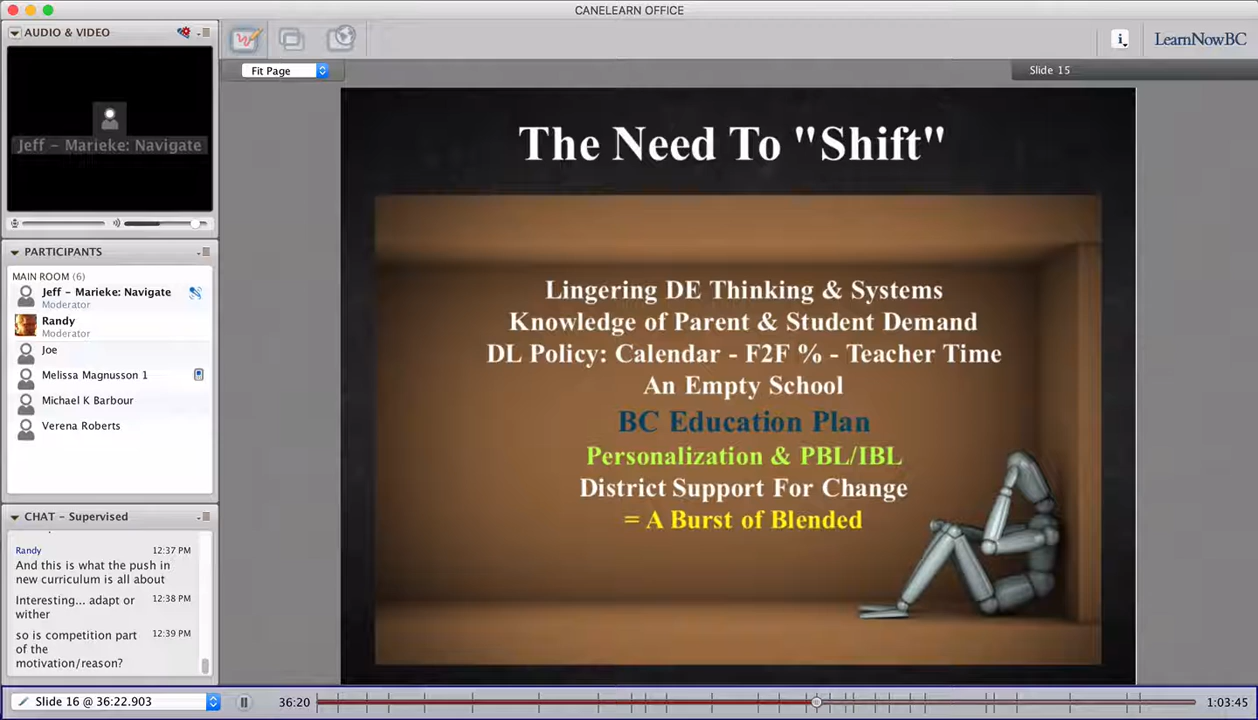 CANELEARN OFFICE
AUDIO & VIDEO
Jeff - Marieke: Navigate
PARTICIPANTS
MAIN ROOM (6)
Jeff - Marieke: Navigate
Moderator
Randy
Moderator
Joe
Melissa Magnusson 1
Michael K Barbour
Verena Roberts
CHAT - Supervised
Randy 12:37 PM
And this is what the push in
new curriculum is all about
Interesting... adapt or 12:38 PM
wither
so is competition part 12:39 PM
of the
motivation/reason?
LearnNowBC
Fit Page
Slide 15
The Need To "Shift"
Lingering DE Thinking & Systems
Knowledge of Parent & Student Demand
DL Policy: Calendar - F2F % - Teacher Time
An Empty School
BC Education Plan
Personalization & PBL/IBL
District Support For Change
= A Burst of Blended
Slide 16 @ 36:22.903
36:20
1:03:45